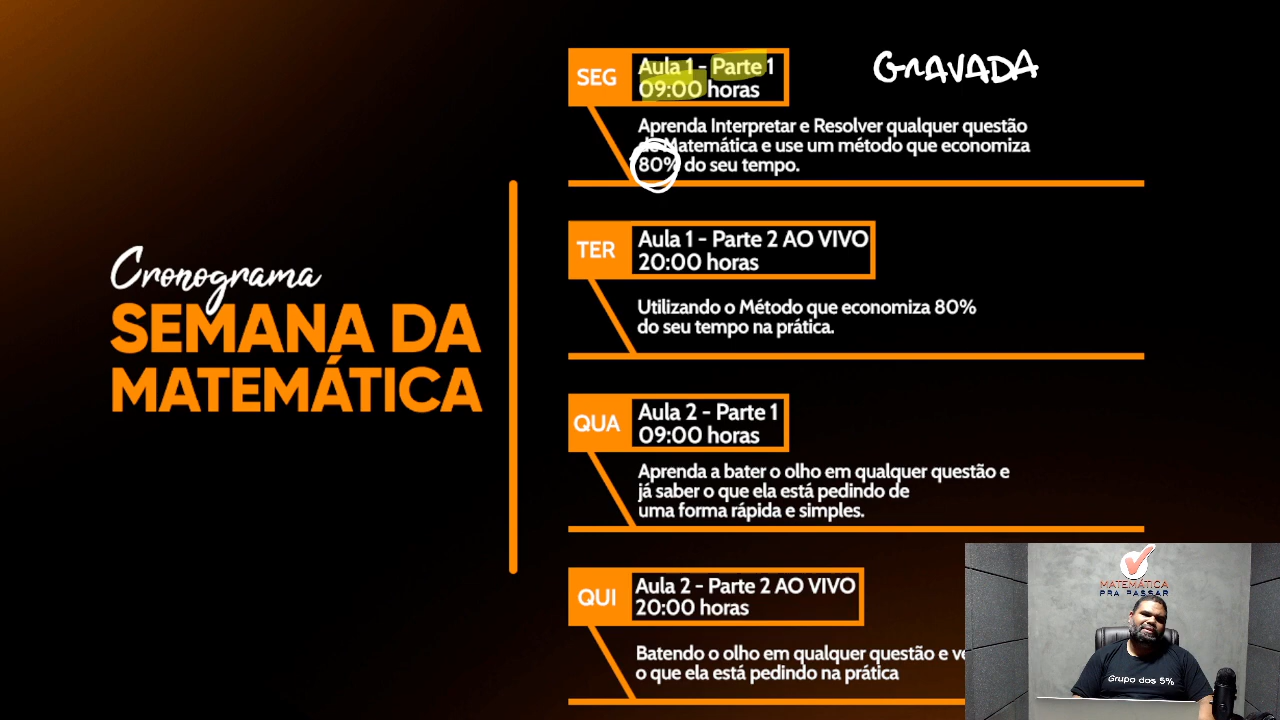 Cronograma
SEMANA DA
MATEMÁTICA
SEG
Aula 1 - Parte 1
09:00 horas
GRAVADA
Aprenda Interpretar e Resolver qualquer questão
de Matemática e use um método que economiza
80% do seu tempo.
TER
Aula 1 - Parte 2 AO VIVO
20:00 horas
Utilizando o Método que economiza 80%
do seu tempo na prática.
QUA
Aula 2 - Parte 1
09:00 horas
Aprenda a bater o olho em qualquer questão e
já saber o que ela está pedindo de
uma forma rápida e simples.
QUI
Aula 2 - Parte 2 AO VIVO
20:00 horas
Batendo o olho em qualquer questão e
o que ela está pedindo na prática
MATEMÁTICA
PRA PASSAR
Grupo dos 5%